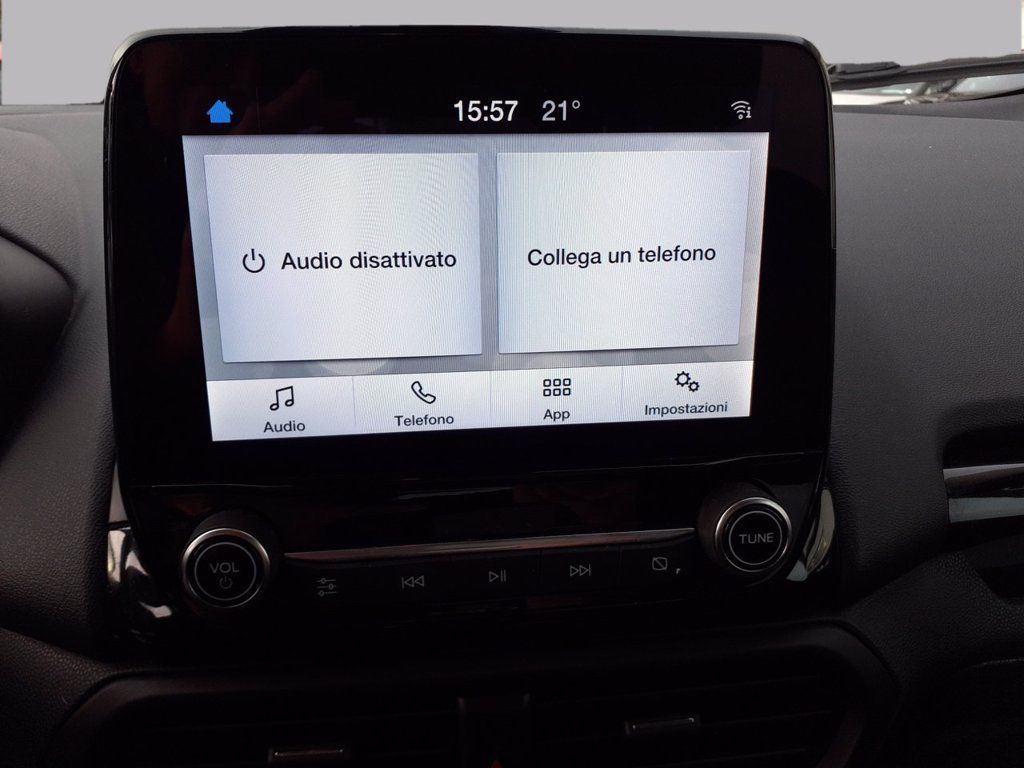 15:57 21°
Audio disattivato
Collega un telefono
Audio
Telefono
App
Impostazioni
VOL
TUNE